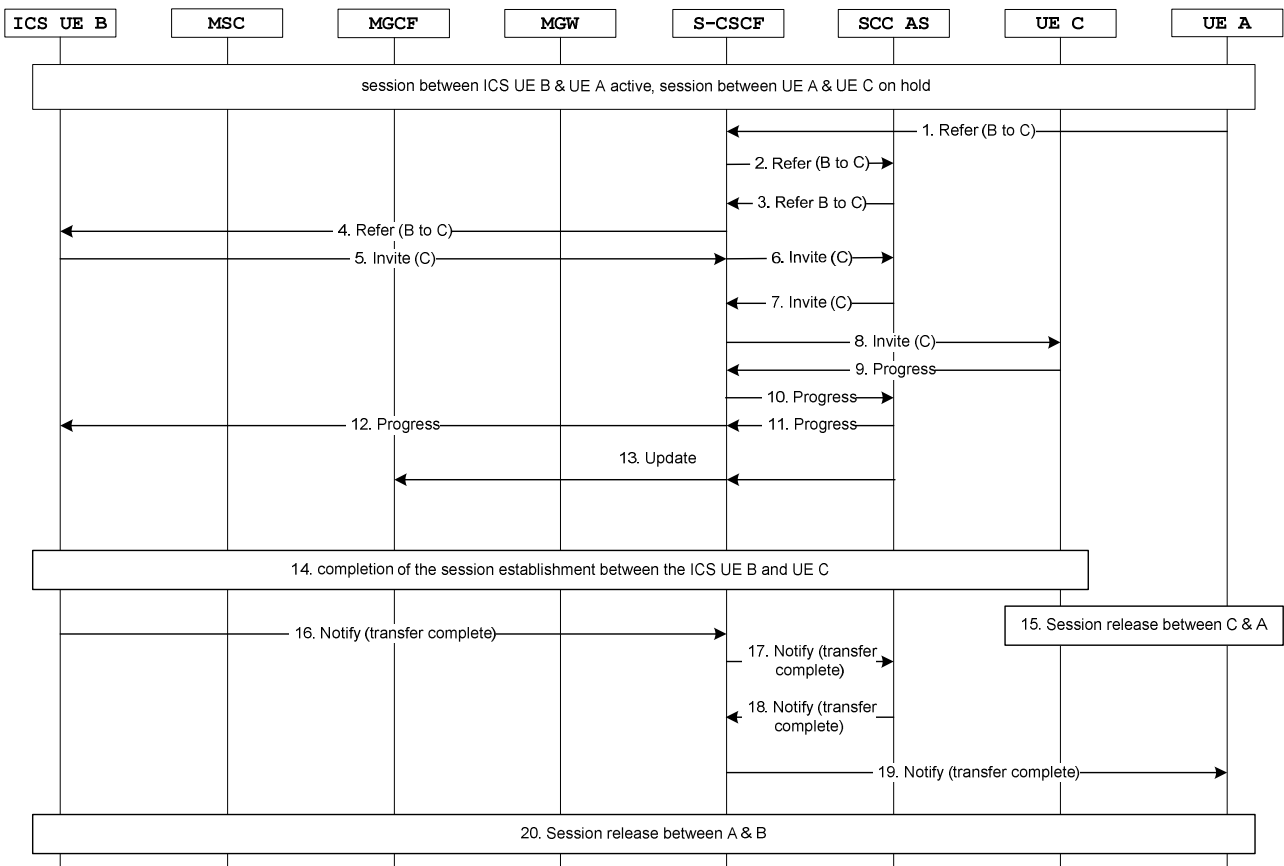 ICS UE B
MSC
MGCF
MGW
S-CSCF
SCC AS
UE C
UE A
session between ICS UE B & UE A active, session between UE A & UE C on hold
1. Refer (B to C)
2. Refer (B to C)
3. Refer B to C)
4. Refer (B to C)
5. Invite (C)
6. Invite (C)
7. Invite (C)
8. Invite (C)
9. Progress
10. Progress
12. Progress
11. Progress
13. Update
14. completion of the session establishment between the ICS UE B and UE C
15. Session release between C & A
16. Notify (transfer complete)
17. Notify (transfer
complete)
18. Notify (transfer
complete)
19. Notify (transfer complete)
20. Session release between A & B